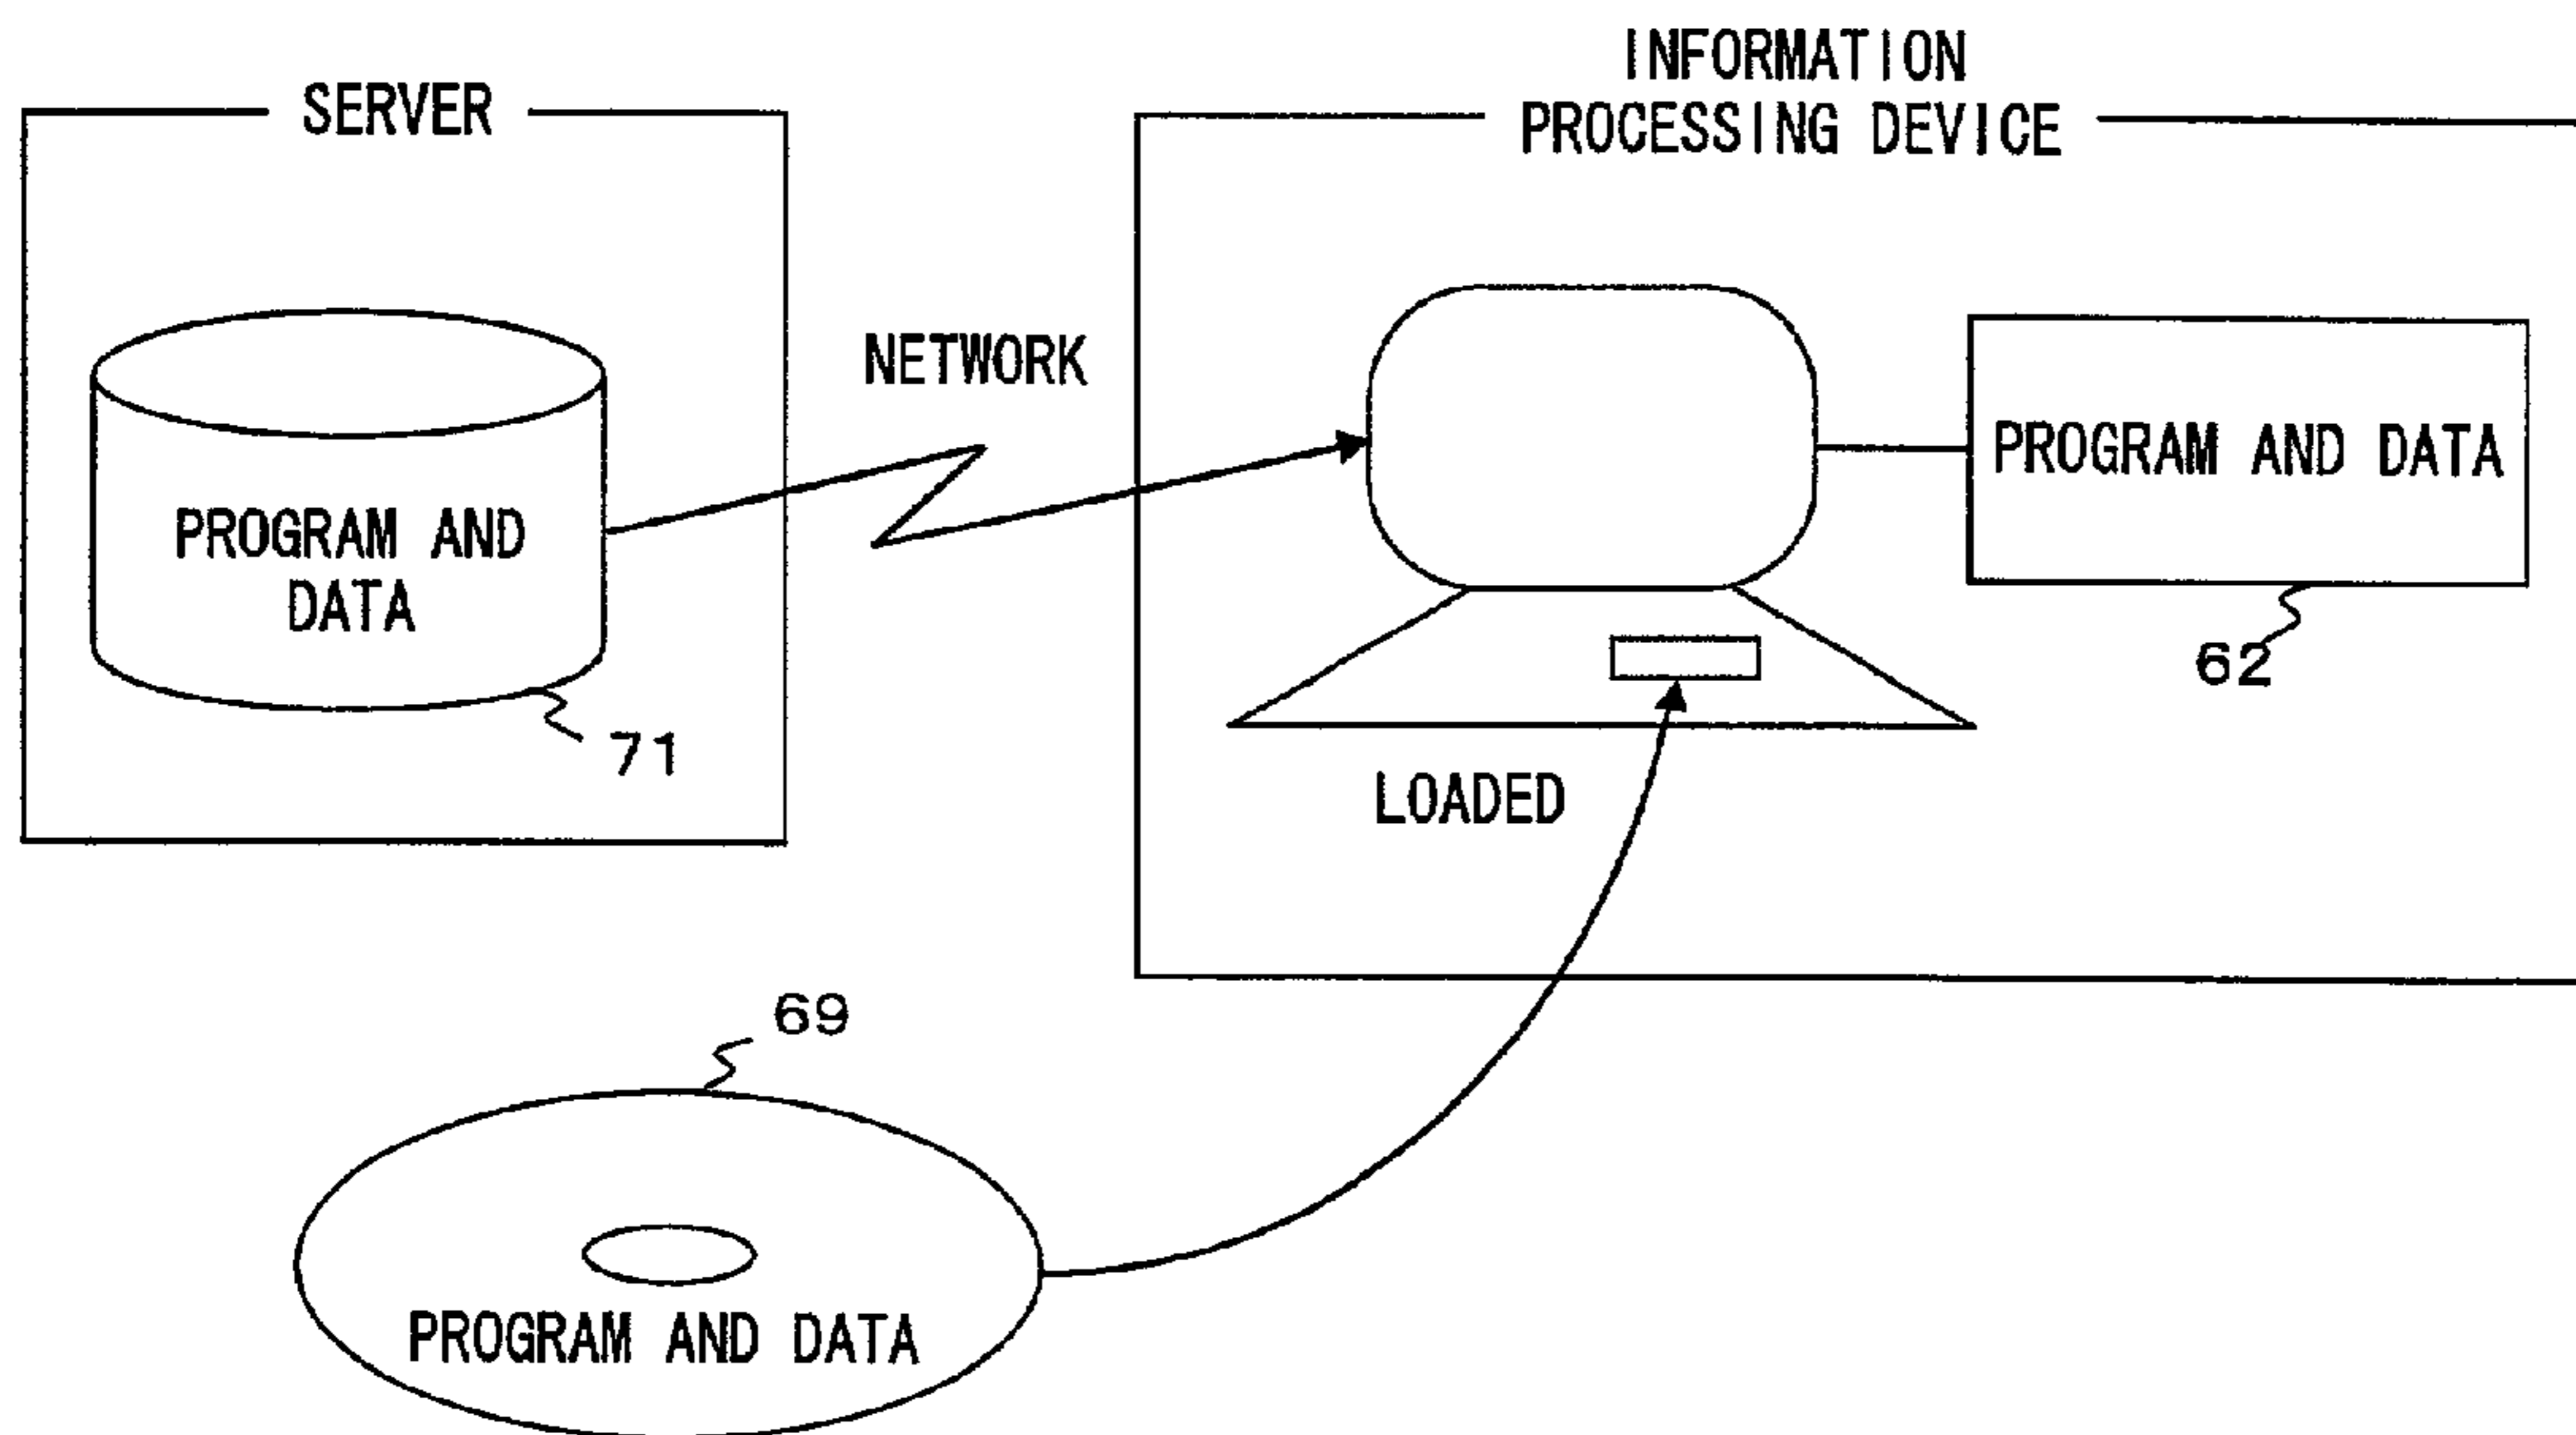 SERVER
INFORMATION
PROCESSING DEVICE
NETWORK
PROGRAM AND
DATA
71
PROGRAM AND DATA
62
LOADED
69
PROGRAM AND DATA